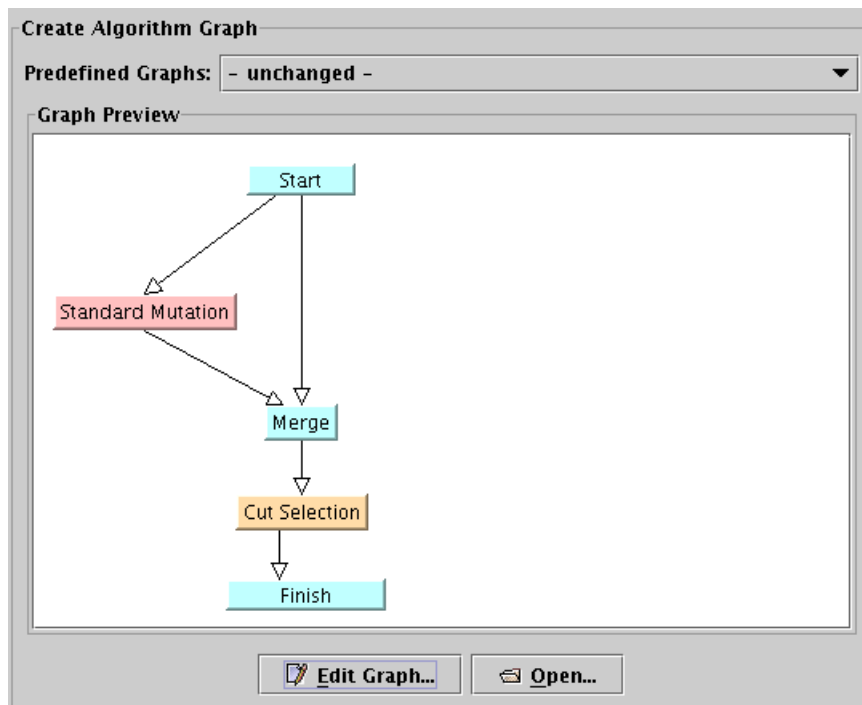 Create Algorithm Graph
Predefined Graphs: - unchanged -
Graph Preview
Start
Standard Mutation
Merge
Cut Selection
Finish
Edit Graph... Open...